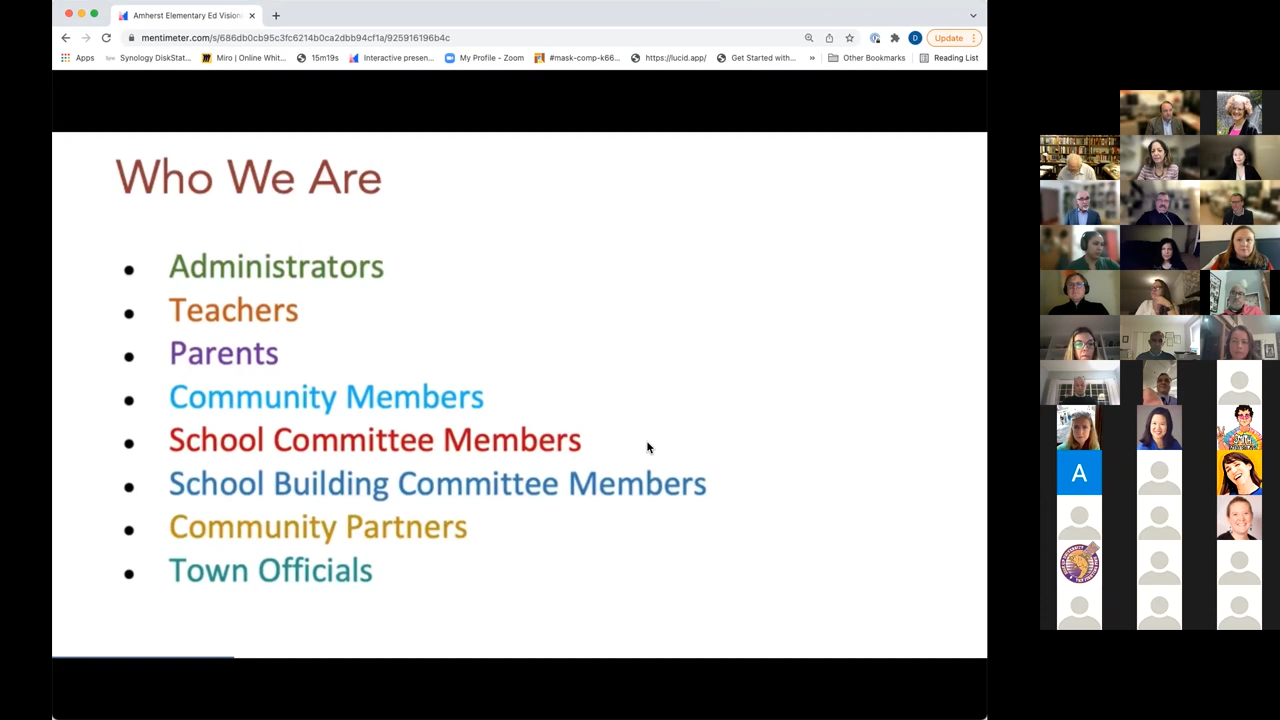 Amherst Elementary Ed Vision
mentimeter.com/s/686db0cb95c3fc6214b0ca2dbb94cf1a/925916196b4c
D
Update
Apps
Synology DiskStat...
Miro | Online Whit...
15m19s
Interactive presen...
My Profile - Zoom
#mask-comp-k66...
https://lucid.app/
Get Started with...
»
Other Bookmarks
Reading List
Who We Are
• Administrators
• Teachers
• Parents
• Community Members
• School Committee Members
• School Building Committee Members
• Community Partners
• Town Officials
A